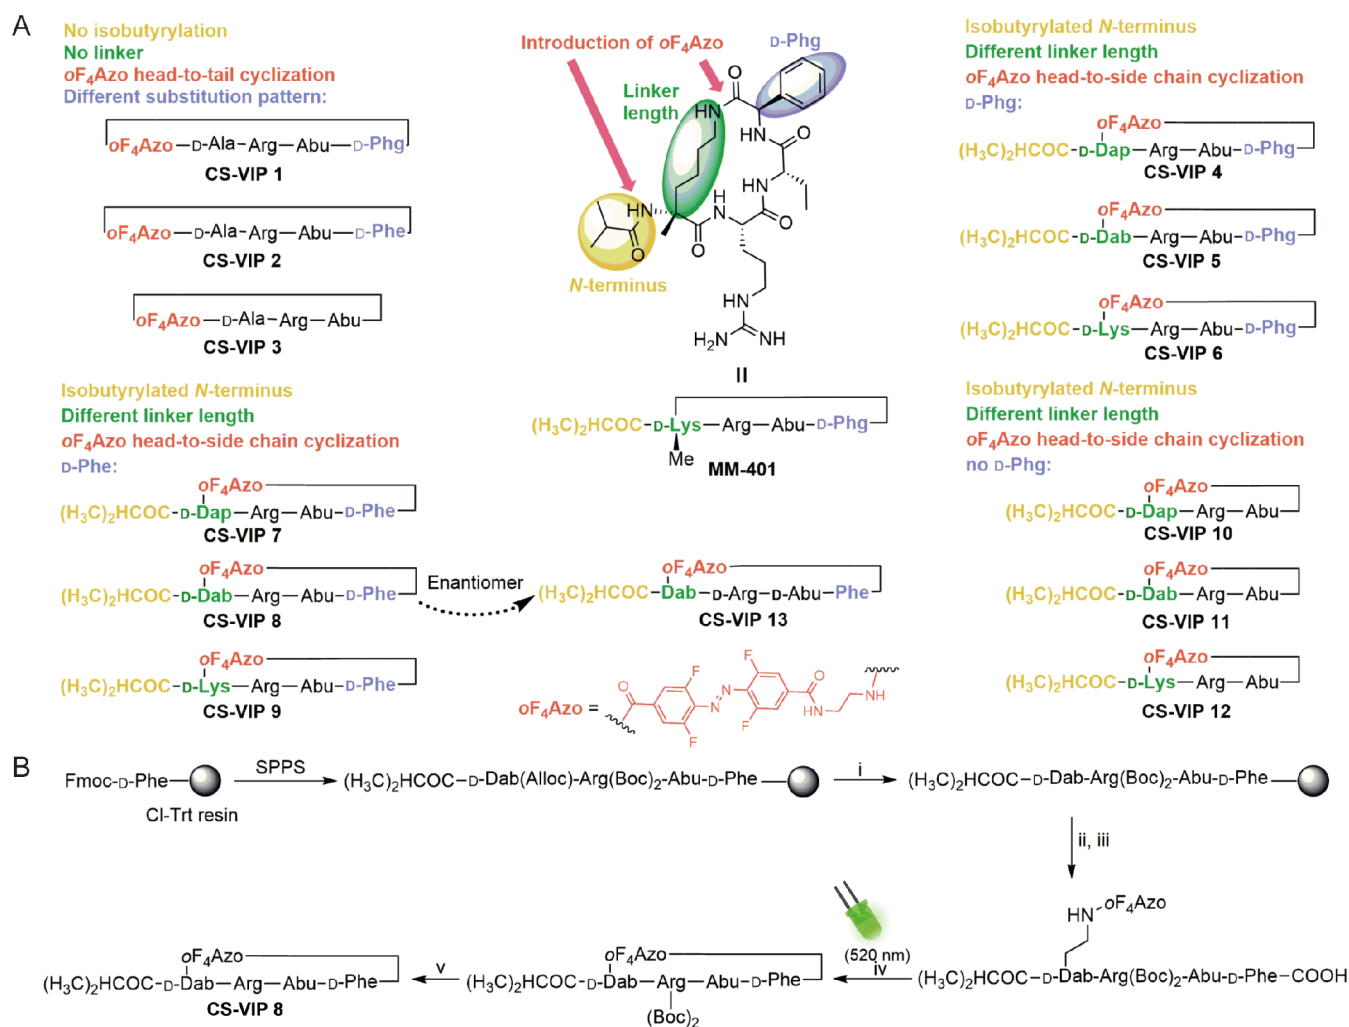 A
No isobutyrylation
No linker
oF₄Azo head-to-tail cyclization
Different substitution pattern:
oF₄Azo—D-Ala—Arg—Abu—D-Phg
CS-VIP 1
oF₄Azo—D-Ala—Arg—Abu—D-Phe
CS-VIP 2
oF₄Azo—D-Ala—Arg—Abu
CS-VIP 3
Introduction of oF₄Azo
D-Phg
Linker
length
N-terminus
O
HN
O
NH
O
NH
HN
O
H
N
O
O
O
HN
H₂N
NH
II
(H₃C)₂HCOC—D-Lys—Arg—Abu—D-Phg
Me
MM-401
Isobutyrylated N-terminus
Different linker length
oF₄Azo head-to-side chain cyclization
D-Phg:
oF₄Azo
(H₃C)₂HCOC—D-Dap—Arg—Abu—D-Phg
CS-VIP 4
oF₄Azo
(H₃C)₂HCOC—D-Dab—Arg—Abu—D-Phg
CS-VIP 5
oF₄Azo
(H₃C)₂HCOC—D-Lys—Arg—Abu—D-Phg
CS-VIP 6
Isobutyrylated N-terminus
Different linker length
oF₄Azo head-to-side chain cyclization
D-Phe:
oF₄Azo
(H₃C)₂HCOC—D-Dap—Arg—Abu—D-Phe
CS-VIP 7
oF₄Azo
(H₃C)₂HCOC—D-Dab—Arg—Abu—D-Phe
CS-VIP 8
oF₄Azo
(H₃C)₂HCOC—D-Lys—Arg—Abu—D-Phe
CS-VIP 9
Enantiomer
oF₄Azo
(H₃C)₂HCOC—Dab—D-Arg—D-Abu—Phe
CS-VIP 13
oF₄Azo =
O
F
F
N
N
F
F
O
N
H
H
N
Isobutyrylated N-terminus
Different linker length
oF₄Azo head-to-side chain cyclization
no D-Phg:
oF₄Azo
(H₃C)₂HCOC—D-Dap—Arg—Abu
CS-VIP 10
oF₄Azo
(H₃C)₂HCOC—D-Dab—Arg—Abu
CS-VIP 11
oF₄Azo
(H₃C)₂HCOC—D-Lys—Arg—Abu
CS-VIP 12
B
Fmoc-D-Phe
Cl-Trt resin
SPPS
(H₃C)₂HCOC—D-Dab(Alloc)-Arg(Boc)₂-Abu-D-Phe
i
(H₃C)₂HCOC—D-Dab-Arg(Boc)₂-Abu-D-Phe
ii, iii
HN-oF₄Azo
(H₃C)₂HCOC—D-Dab-Arg(Boc)₂-Abu-D-Phe—COOH
(520 nm)
iv
oF₄Azo
(H₃C)₂HCOC—D-Dab—Arg—Abu—D-Phe
(Boc)₂
v
oF₄Azo
(H₃C)₂HCOC—D-Dab—Arg—Abu—D-Phe
CS-VIP 8